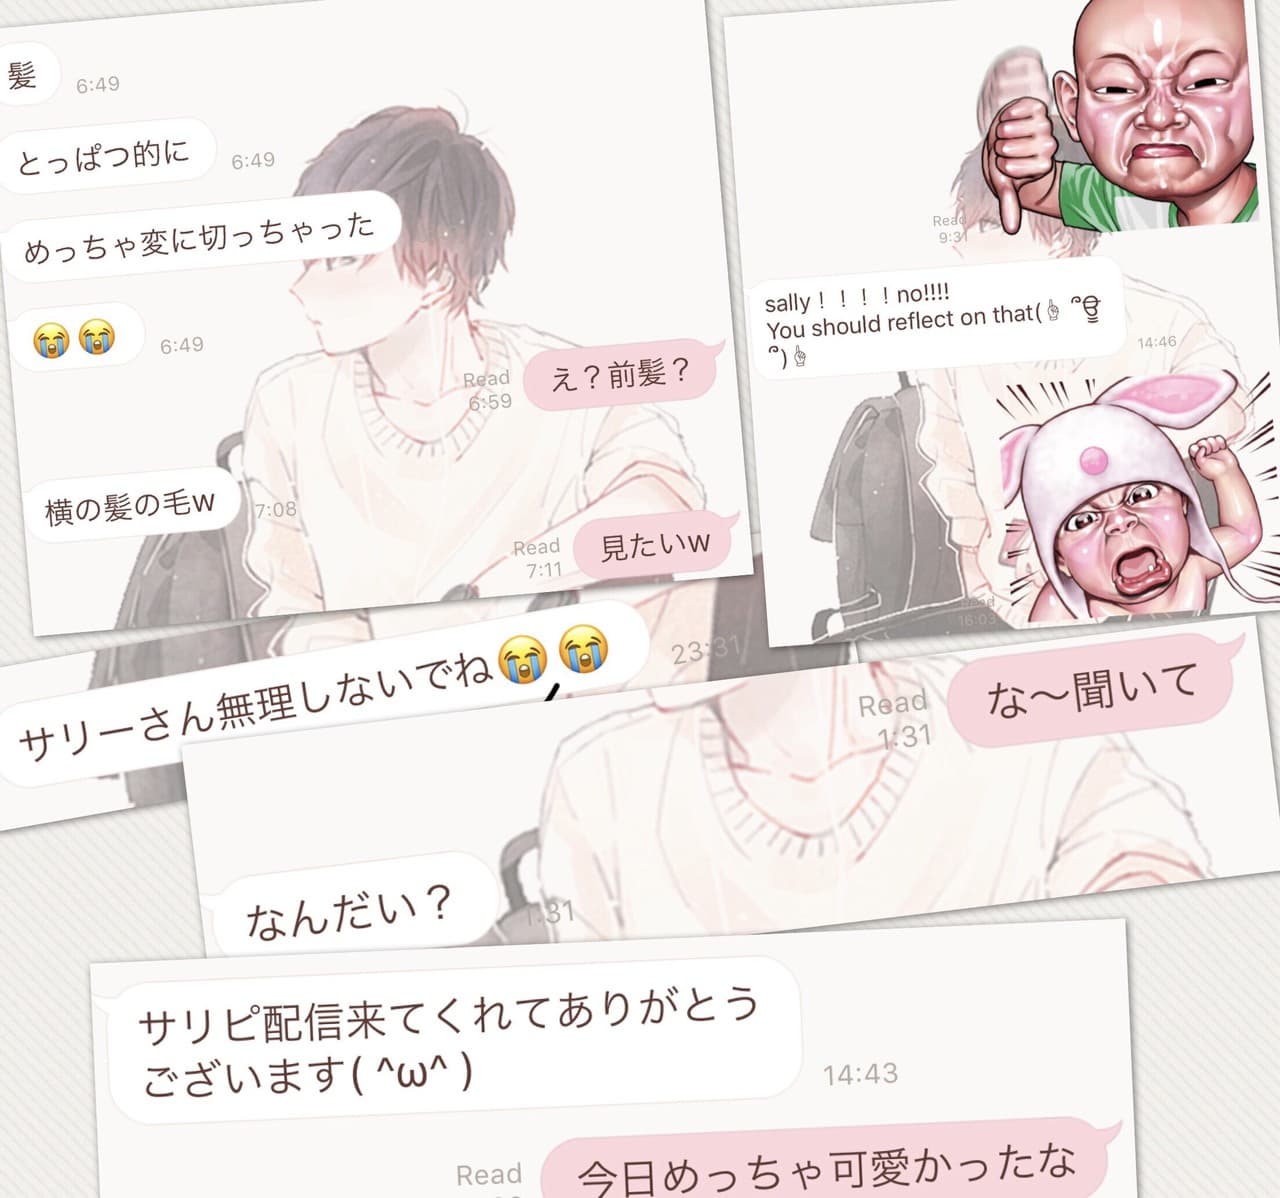 髪
6:49
とっぱつ的に
6:49
めっちゃ変に切っちゃった
😭😭
6:49
え？前髪？
Read
6:59
横の髪の毛w
7:08
見たいw
Read
7:11
Read
9:31
sally！！！！no!!!!
You should reflect on that(
14:46
Read
16:03
サリーさん無理しないでね😭😭
23:31
な〜聞いて
Read
1:31
なんだい？
1:31
サリピ配信来てくれてありがとう
ございます( ^ω^ )
14:43
今日めっちゃ可愛かったな
Read